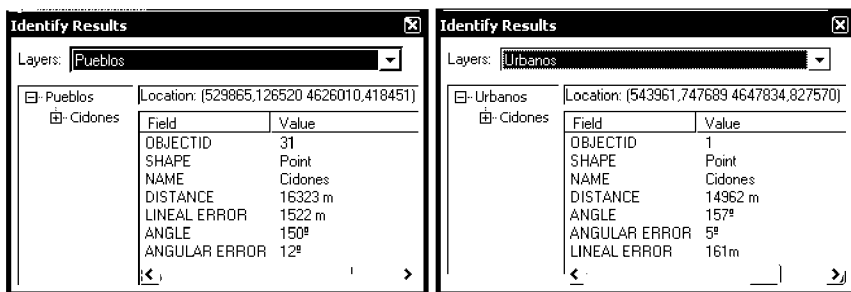 Identify Results
Layers: Pueblos
Pueblos
Cidones
Location: (529865,126520 4626010,418451)
Field Value
OBJECTID 31
SHAPE Point
NAME Cidones
DISTANCE 16323 m
LINEAL ERROR 1522 m
ANGLE 150º
ANGULAR ERROR 12º
Identify Results
Layers: Urbanos
Urbanos
Cidones
Location: (543961,747689 4647834,827570)
Field Value
OBJECTID 1
SHAPE Point
NAME Cidones
DISTANCE 14962 m
ANGLE 157º
ANGULAR ERROR 5º
LINEAL ERROR 161m